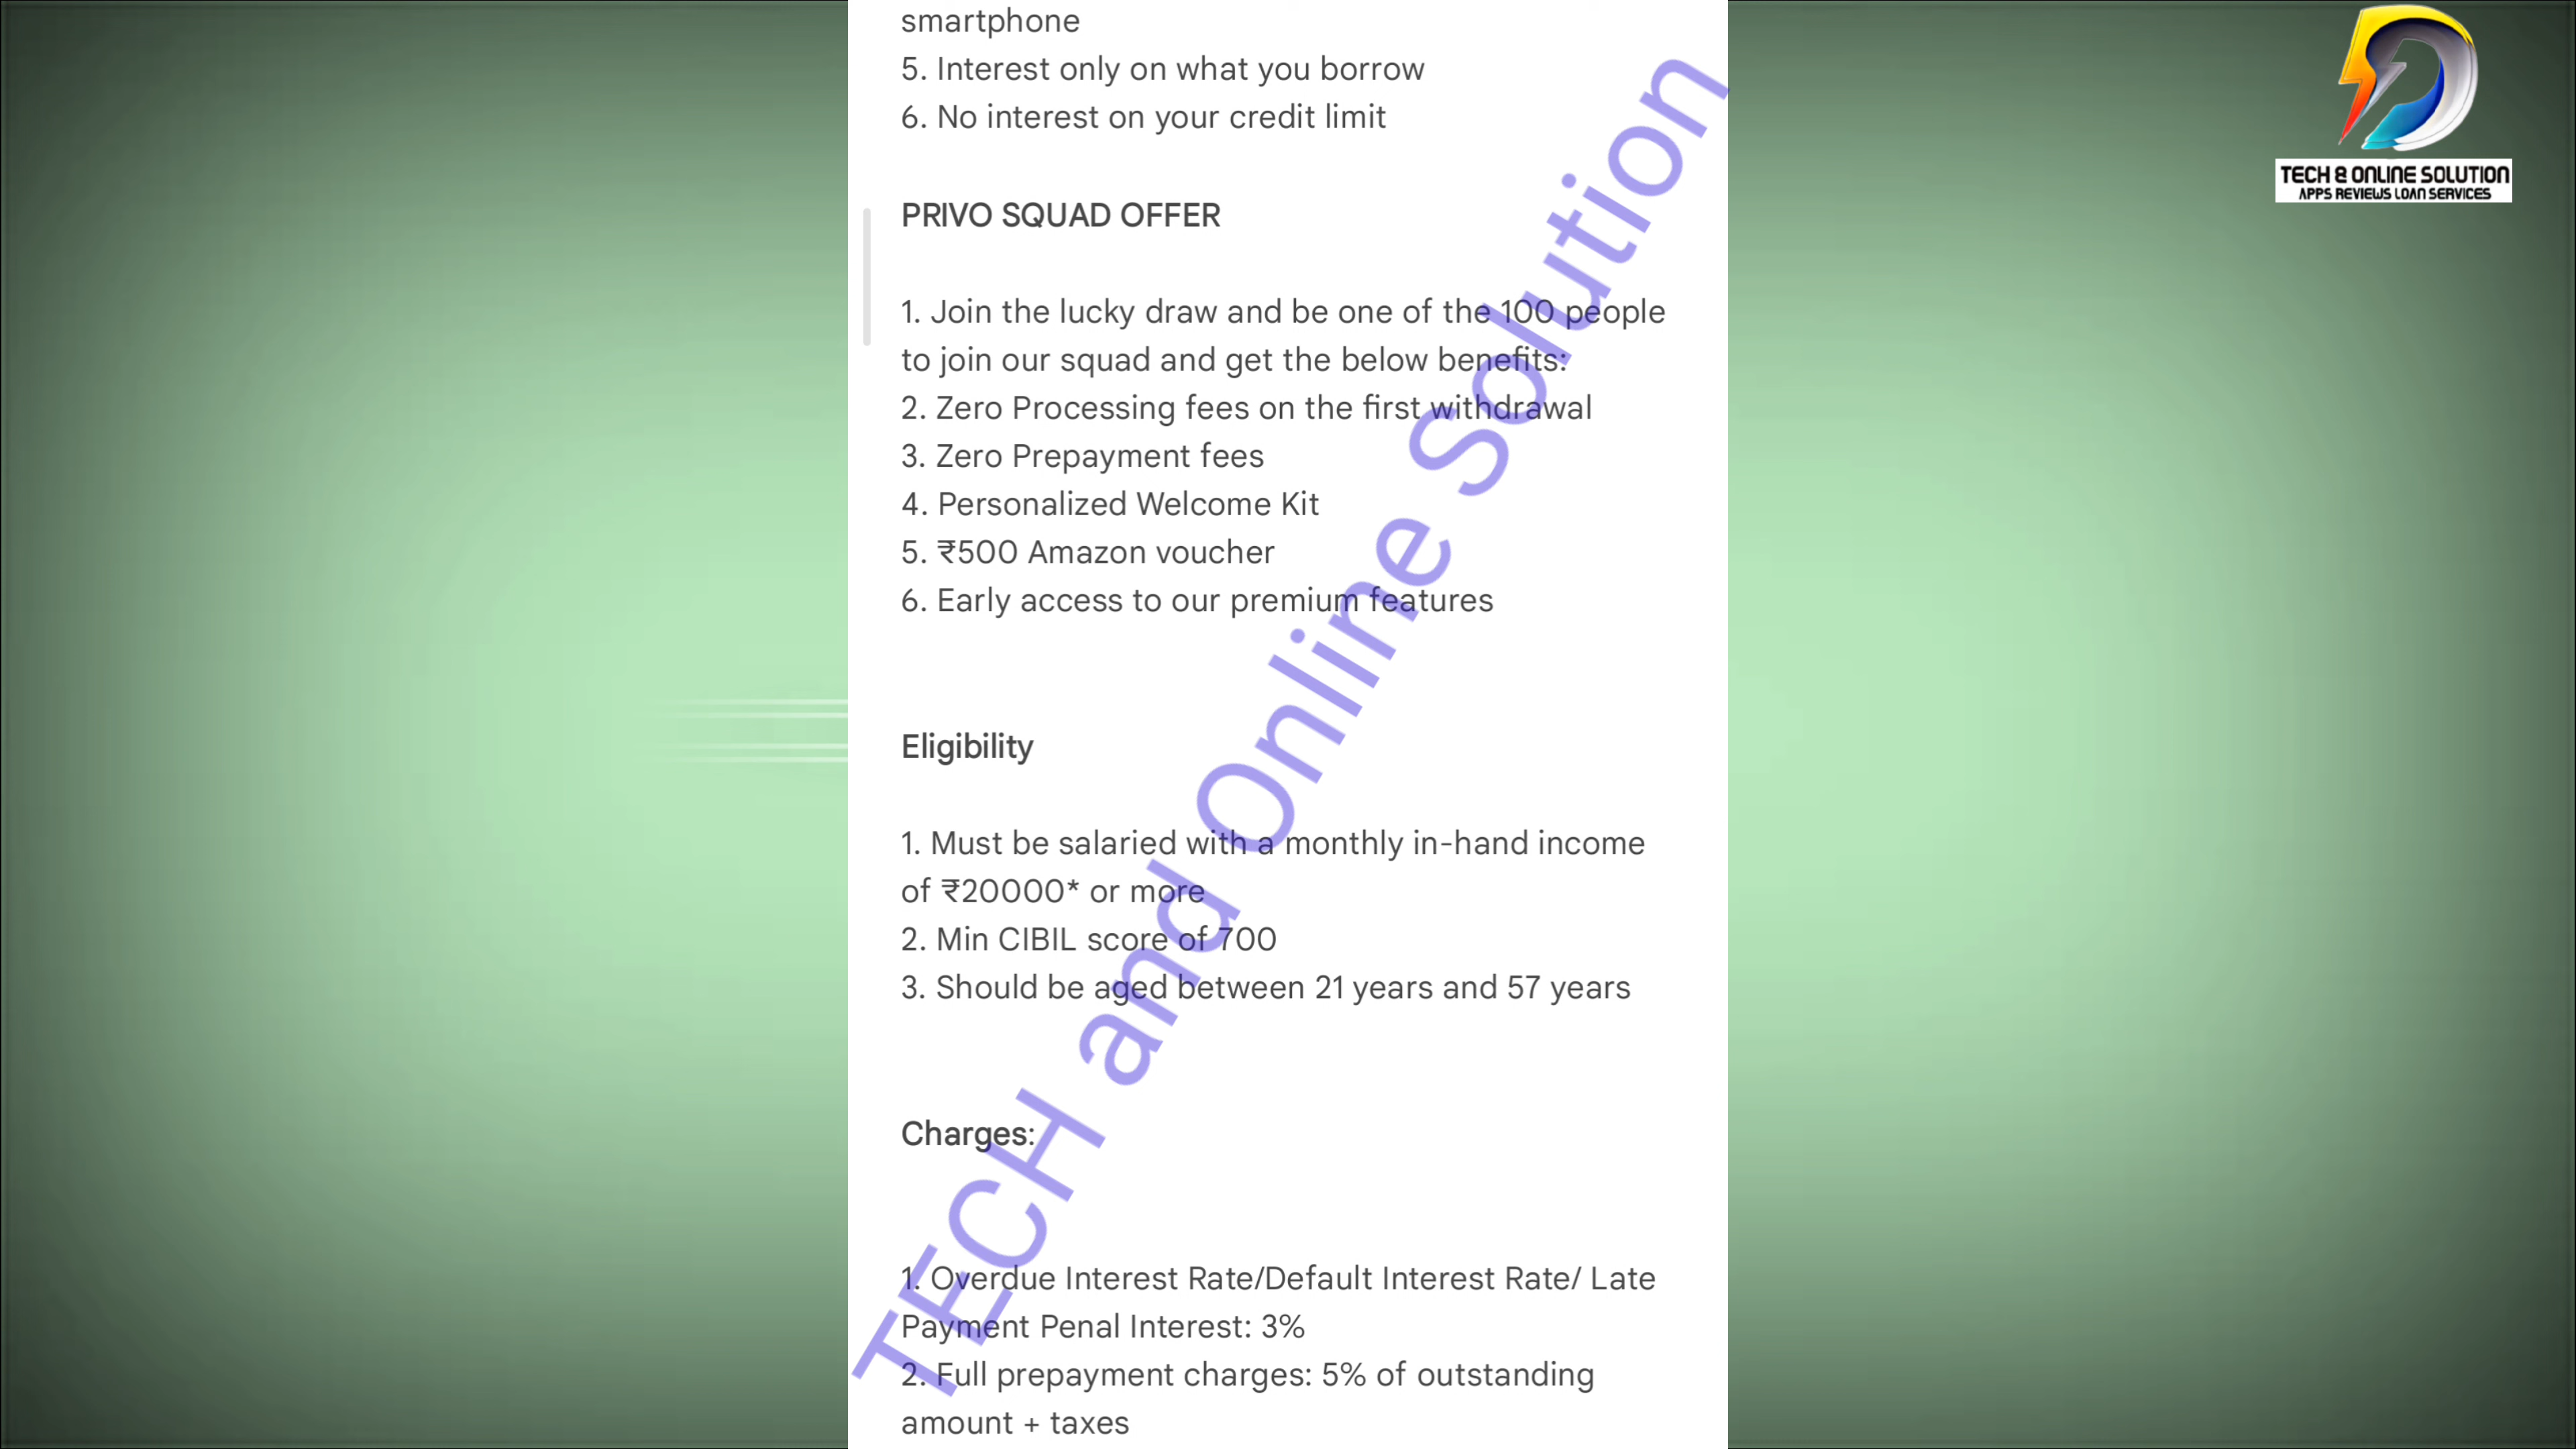 smartphone
5. Interest only on what you borrow
6. No interest on your credit limit
PRIVO SQUAD OFFER
1. Join the lucky draw and be one of the 100 people
to join our squad and get the below benefits:
2. Zero Processing fees on the first withdrawal
3. Zero Prepayment fees
4. Personalized Welcome Kit
5. ₹500 Amazon voucher
6. Early access to our premium features
Eligibility
1. Must be salaried with a monthly in-hand income
of ₹20000* or more
2. Min CIBIL score of 700
3. Should be aged between 21 years and 57 years
Charges:
1. Overdue Interest Rate/Default Interest Rate/ Late
Payment Penal Interest: 3%
2. Full prepayment charges: 5% of outstanding
amount + taxes
TECH and Online Solution
TECH & ONLINE SOLUTION
APPS REVIEWS LOAN SERVICES